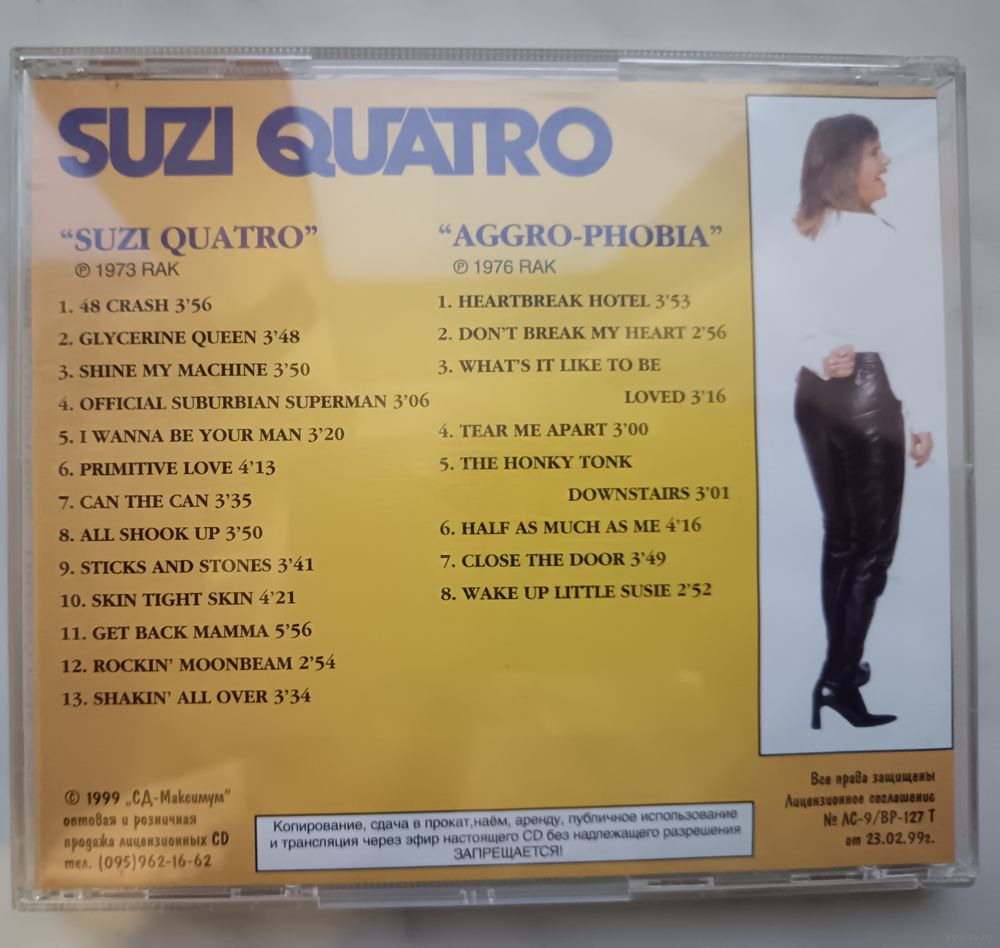 SUZI QUATRO
“SUZI QUATRO”
℗ 1973 RAK
1. 48 CRASH 3’56
2. GLYCERINE QUEEN 3’48
3. SHINE MY MACHINE 3’50
4. OFFICIAL SUBURBIAN SUPERMAN 3’06
5. I WANNA BE YOUR MAN 3’20
6. PRIMITIVE LOVE 4’13
7. CAN THE CAN 3’35
8. ALL SHOOK UP 3’50
9. STICKS AND STONES 3’41
10. SKIN TIGHT SKIN 4’21
11. GET BACK MAMMA 5’56
12. ROCKIN’ MOONBEAM 2’54
13. SHAKIN’ ALL OVER 3’34
“AGGRO-PHOBIA”
℗ 1976 RAK
1. HEARTBREAK HOTEL 3’53
2. DON’T BREAK MY HEART 2’56
3. WHAT’S IT LIKE TO BE
LOVED 3’16
4. TEAR ME APART 3’00
5. THE HONKY TONK
DOWNSTAIRS 3’01
6. HALF AS MUCH AS ME 4’16
7. CLOSE THE DOOR 3’49
8. WAKE UP LITTLE SUSIE 2’52
© 1999 „СД-Максимум”
оптовая и розничная
продажа лицензионных CD
тел. (095)962-16-62
Копирование, сдача в прокат,наём, аренду, публичное использование
и трансляция через эфир настоящего CD без надлежащего разрешения
ЗАПРЕЩАЕТСЯ!
Все права защищены
Лицензионное соглашение
№ ЛС-9/ВР-127 Т
от 23.02.99г.